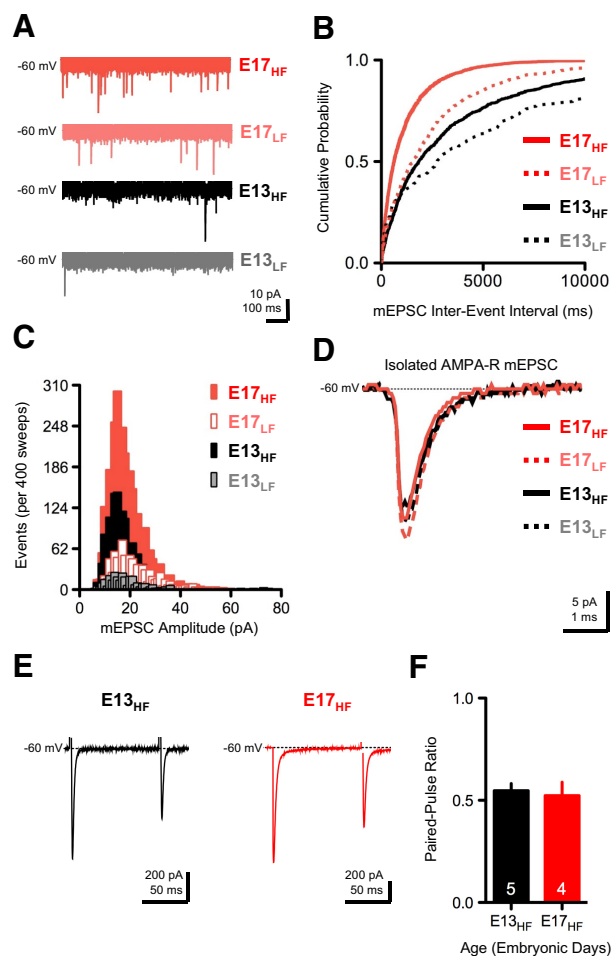 A
-60 mV E17HF
-60 mV E17LF
-60 mV E13HF
-60 mV E13LF
10 pA
100 ms
B
Cumulative Probability
1.0
0.5
0.0
0 5000 10000
mEPSC Inter-Event Interval (ms)
E17HF
E17LF
E13HF
E13LF
C
Events (per 400 sweeps)
310
248
186
124
62
0
0 20 40 60 80
mEPSC Amplitude (pA)
E17HF
E17LF
E13HF
E13LF
D
Isolated AMPA-R mEPSC
-60 mV
E17HF
E17LF
E13HF
E13LF
5 pA
1 ms
E
E13HF
-60 mV
200 pA
50 ms
E17HF
-60 mV
200 pA
50 ms
F
Paired-Pulse Ratio
1.0
0.5
0.0
5 4
E13HF E17HF
Age (Embryonic Days)